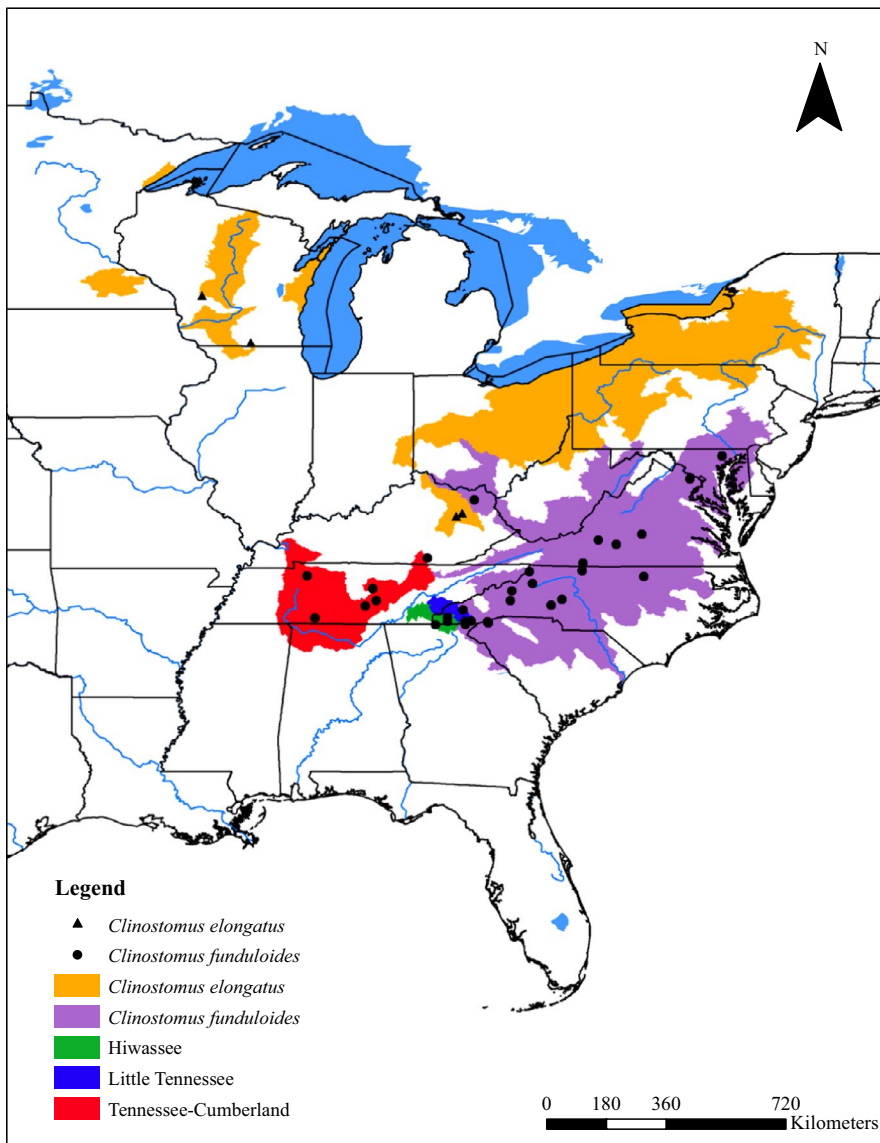 N
Legend
Clinostomus elongatus
Clinostomus funduloides
Clinostomus elongatus
Clinostomus funduloides
Hiwassee
Little Tennessee
Tennessee-Cumberland
0 180 360 720
Kilometers